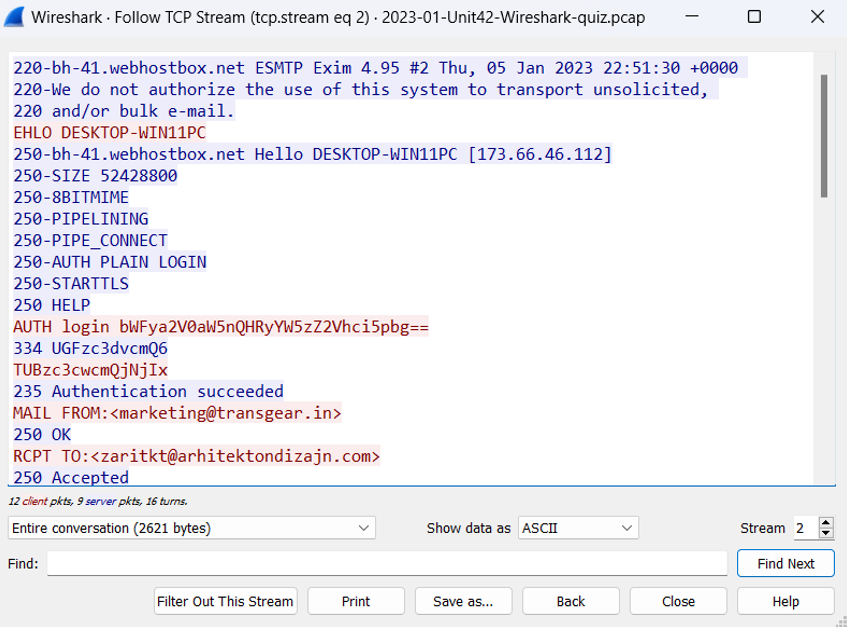 Wireshark · Follow TCP Stream (tcp.stream eq 2) · 2023-01-Unit42-Wireshark-quiz.pcap
220-bh-41.webhostbox.net ESMTP Exim 4.95 #2 Thu, 05 Jan 2023 22:51:30 +0000
220-We do not authorize the use of this system to transport unsolicited,
220 and/or bulk e-mail.
EHLO DESKTOP-WIN11PC
250-bh-41.webhostbox.net Hello DESKTOP-WIN11PC [173.66.46.112]
250-SIZE 52428800
250-8BITMIME
250-PIPELINING
250-PIPE_CONNECT
250-AUTH PLAIN LOGIN
250-STARTTLS
250 HELP
AUTH login bWFya2V0aW5nQHRyYW5zZ2Vhci5pbg==
334 UGFzc3dvcmQ6
TUBzc3cwcmQjNjIx
235 Authentication succeeded
MAIL FROM:<marketing@transgear.in>
250 OK
RCPT TO:<zaritkt@arhitektondizajn.com>
250 Accepted
12 client pkts, 9 server pkts, 16 turns.
Entire conversation (2621 bytes) Show data as ASCII Stream 2
Find: Find Next
Filter Out This Stream Print Save as... Back Close Help